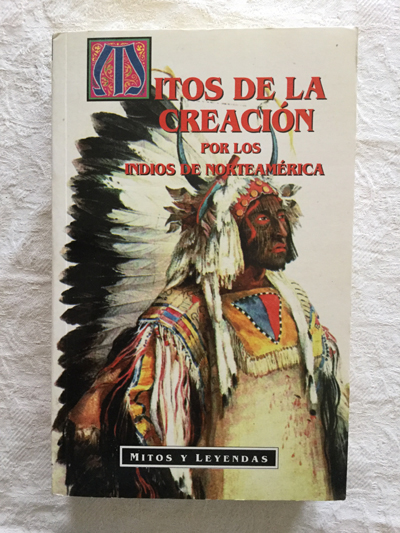 MITOS DE LA
CREACIÓN
POR LOS
INDIOS DE NORTEAMÉRICA
MITOS Y LEYENDAS